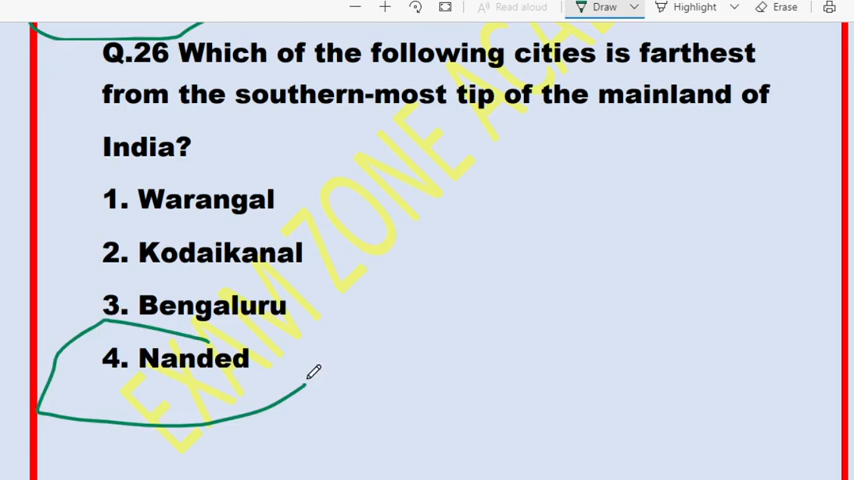 Read aloud Draw Highlight Erase
Q.26 Which of the following cities is farthest
from the southern-most tip of the mainland of
India?
1. Warangal
2. Kodaikanal
3. Bengaluru
4. Nanded
EXAM ZONE ACA